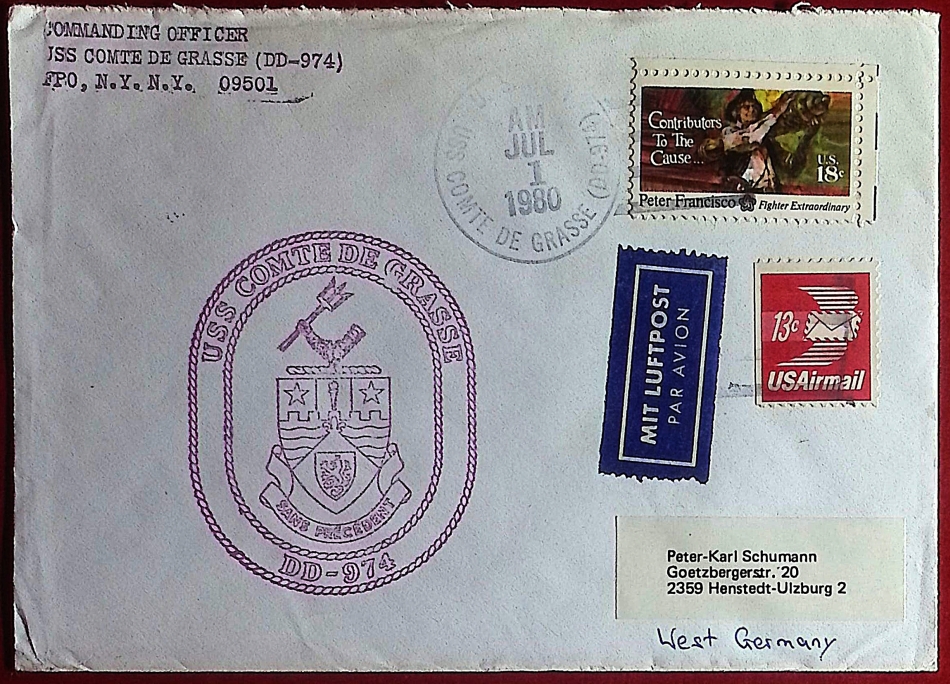 COMMANDING OFFICER
USS COMTE DE GRASSE (DD-974)
FPO, N.Y. N.Y. 09501
AM
JUL
1
1980
USS COMTE DE GRASSE (DD-974)
Contributors
To The
Cause...
U.S.
18c
Peter Francisco Fighter Extraordinary
USS COMTE DE GRASSE
SANS PRÉCÉDENT
DD-974
MIT LUFTPOST
PAR AVION
13c
USAirmail
Peter-Karl Schumann
Goetzbergerstr. 20
2359 Henstedt-Ulzburg 2
West Germany